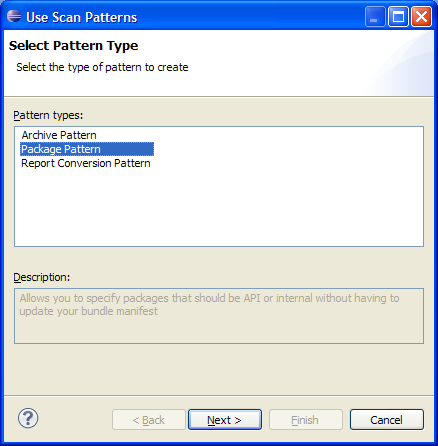 Use Scan Patterns
Select Pattern Type
Select the type of pattern to create
Pattern types:
Archive Pattern
Package Pattern
Report Conversion Pattern
Description:
Allows you to specify packages that should be API or internal without having to
update your bundle manifest
?
< Back
Next >
Finish
Cancel